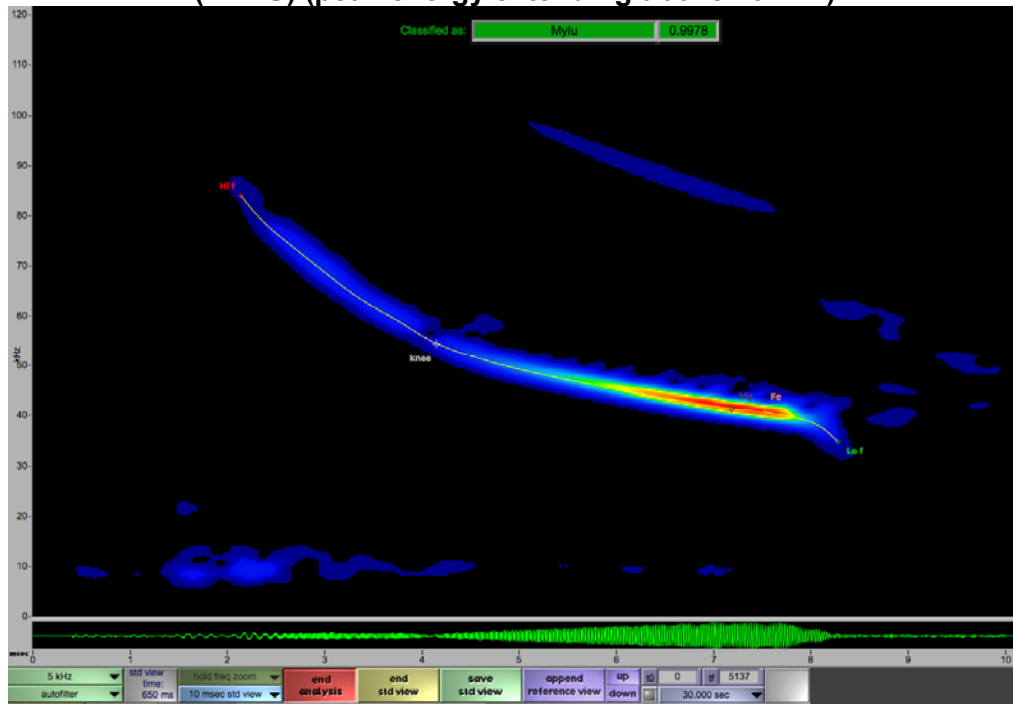 120
Classified as: Mylu 0.9978
110
100
90
Hi f
80
70
60
kHz
knee
50
Fc
40
Lo f
30
20
10
0
msec
0 1 2 3 4 5 6 7 8 9 10
5 kHz
autofilter
std view
time:
650 ms
hold freq zoom
10 msec std view
end
analysis
end
std view
save
std view
append
reference view
up
down
t0 0 tf 5137
30.000 sec